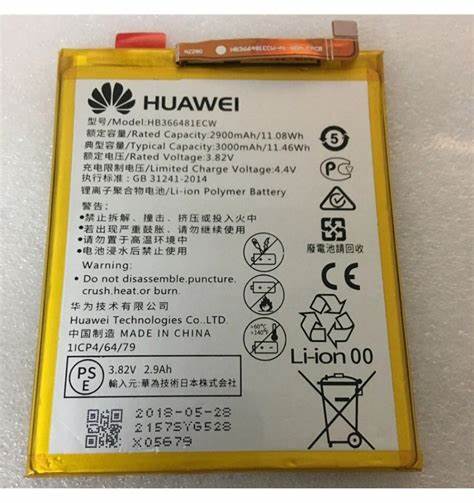 HUAWEI
型号/Model:HB366481ECW
额定容量/Rated Capacity:2900mAh/11.08Wh
典型容量/Typical Capacity:3000mAh/11.46Wh
额定电压/Rated Voltage:3.82V
充电限制电压/Limited Charge Voltage:4.4V
执行标准/GB 31241-2014
锂离子聚合物电池/Li-ion Polymer Battery
警告:
•禁止拆解、撞击、挤压或投入火中
•若出现严重鼓胀、请勿继续使用
•请勿置于高温环境中
•电池浸水后禁止使用
Warning:
• Do not disassemble,puncture,
crush,heat,or burn.
华为技术有限公司
Huawei Technologies Co.,Ltd.
中国制造 MADE IN CHINA
1ICP4/64/79
5
PG
廢電池請回收
CE
>60°C
>140°F
Li-ion 00
PS
E
3.82V 2.9Ah
輸入元:華為技術日本株式会社
2018-05-28
2157SYG528
X05679